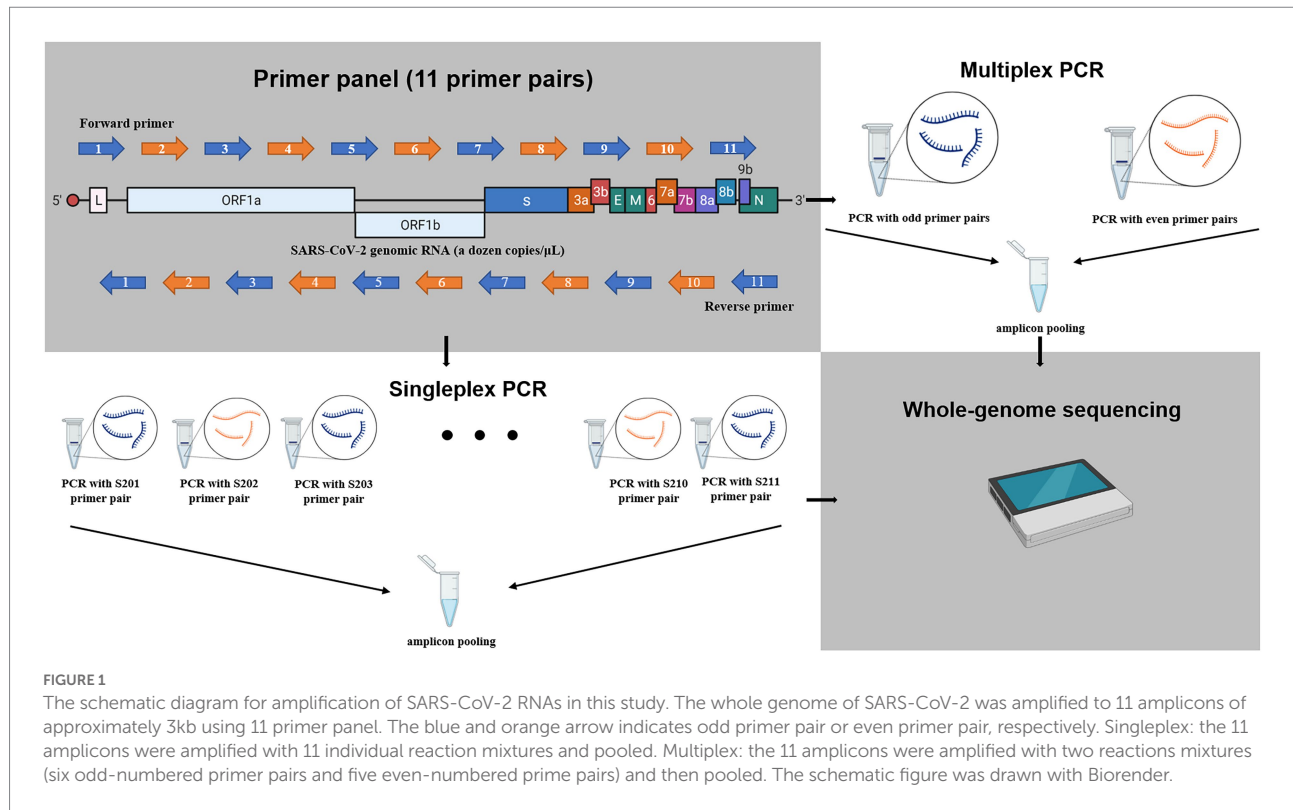 Primer panel (11 primer pairs)
Forward primer
1 2 3 4 5 6 7 8 9 10 11
5' L ORF1a ORF1b S 3a 3b E M 6 7a 7b 8a 8b 9b N 3'
SARS-CoV-2 genomic RNA (a dozen copies/μL)
1 2 3 4 5 6 7 8 9 10 11
Reverse primer
Multiplex PCR
PCR with odd primer pairs
PCR with even primer pairs
amplicon pooling
Singleplex PCR
PCR with S201
primer pair
PCR with S202
primer pair
PCR with S203
primer pair
PCR with S210
primer pair
PCR with S211
primer pair
amplicon pooling
Whole-genome sequencing
FIGURE 1
The schematic diagram for amplification of SARS-CoV-2 RNAs in this study. The whole genome of SARS-CoV-2 was amplified to 11 amplicons of
approximately 3kb using 11 primer panel. The blue and orange arrow indicates odd primer pair or even primer pair, respectively. Singleplex: the 11
amplicons were amplified with 11 individual reaction mixtures and pooled. Multiplex: the 11 amplicons were amplified with two reactions mixtures
(six odd-numbered primer pairs and five even-numbered prime pairs) and then pooled. The schematic figure was drawn with Biorender.